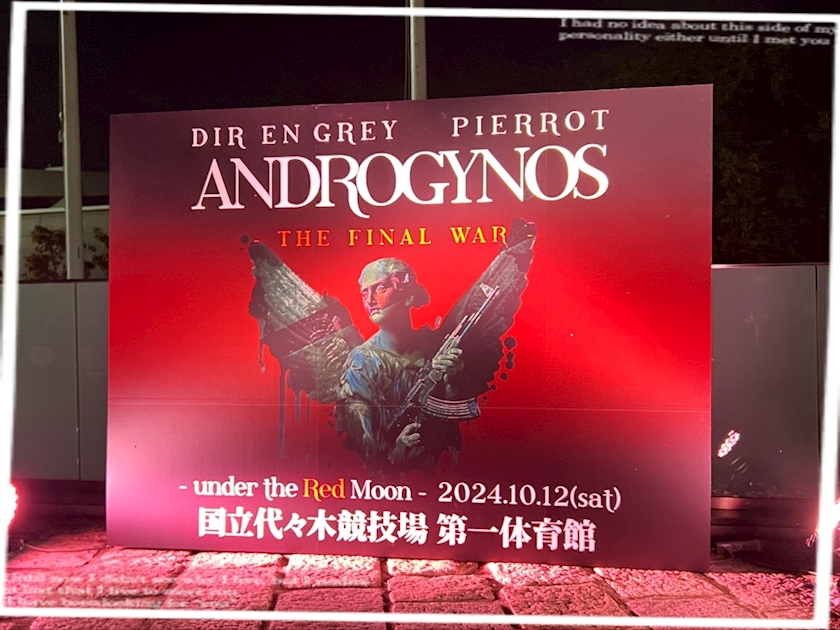 I had no idea about this side of my
personality either until I met you
DIR EN GREY PIERROT
ANDROGYNOS
- THE FINAL WAR -
- under the Red Moon - 2024.10.12(sat)
国立代々木競技場 第一体育館